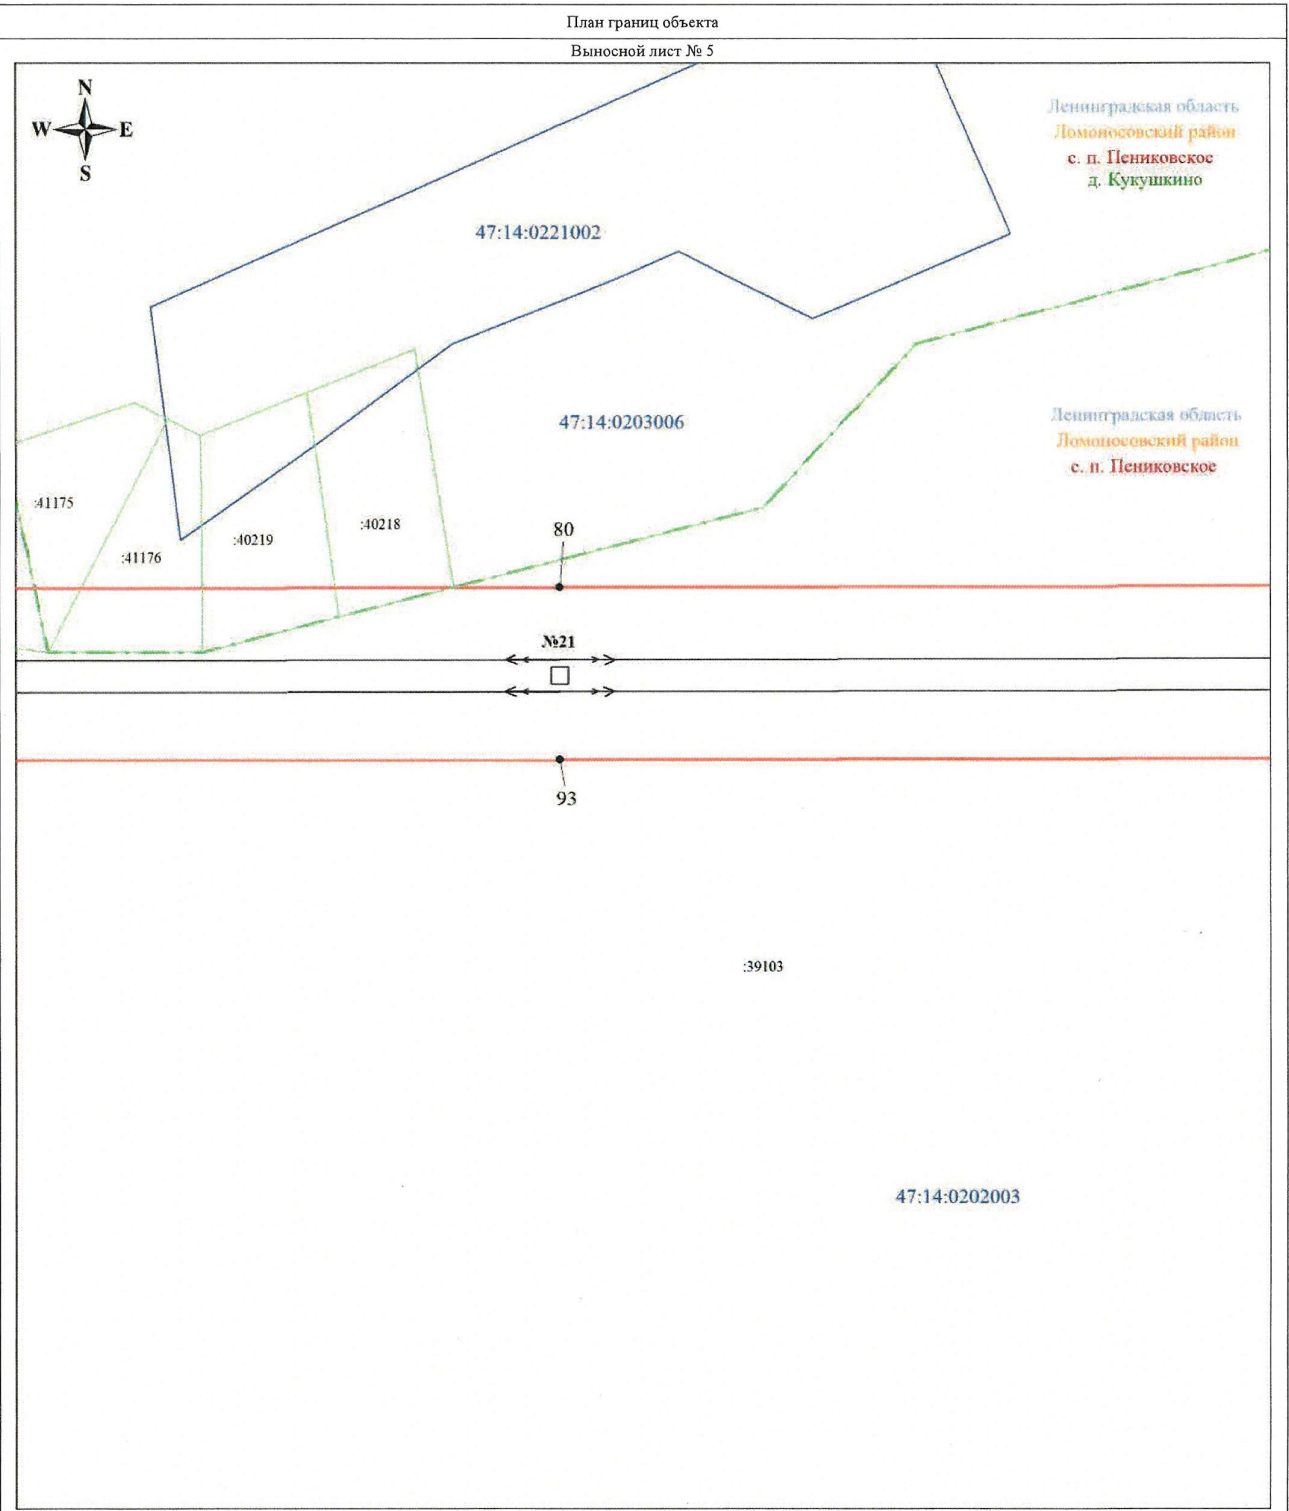 План границ объекта
Выносной лист № 5
N
W E
S
Ленинградская область
Ломоносовский район
с. п. Пениковское
д. Кукушкино
47:14:0221002
47:14:0203006
Ленинградская область
Ломоносовский район
с. п. Пениковское
:41175
:41176
:40219
:40218
80
№21
93
:39103
47:14:0202003